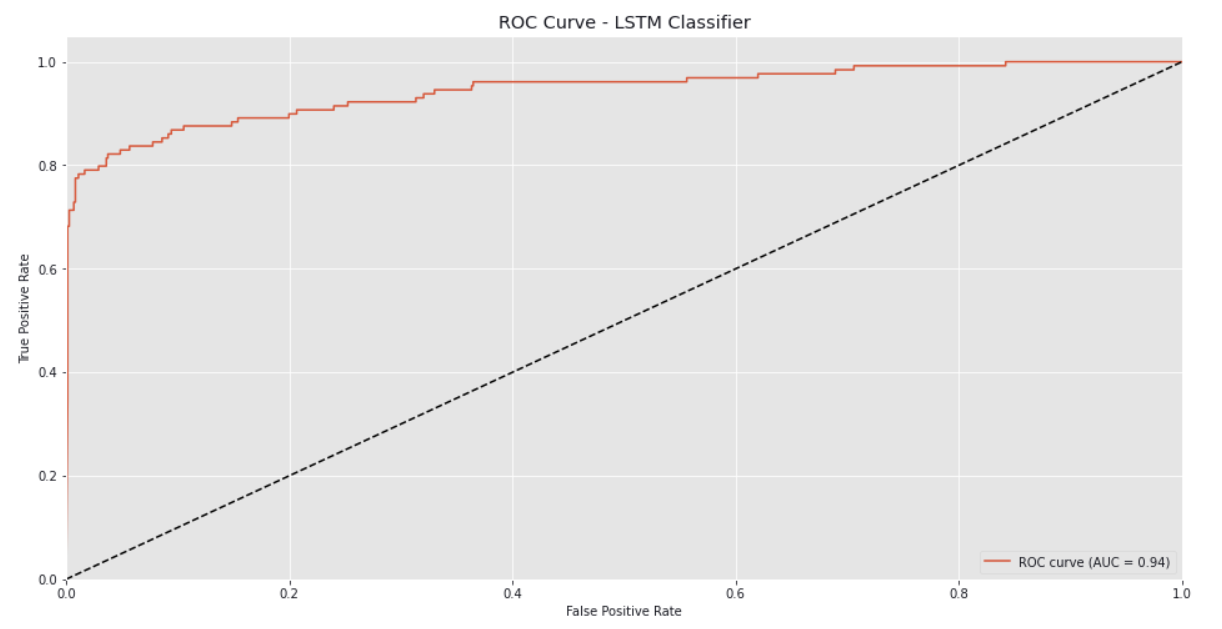 ROC Curve - LSTM Classifier
1.0
0.8
0.6
0.4
0.2
0.0
True Positive Rate
ROC curve (AUC = 0.94)
0.0 0.2 0.4 0.6 0.8 1.0
False Positive Rate